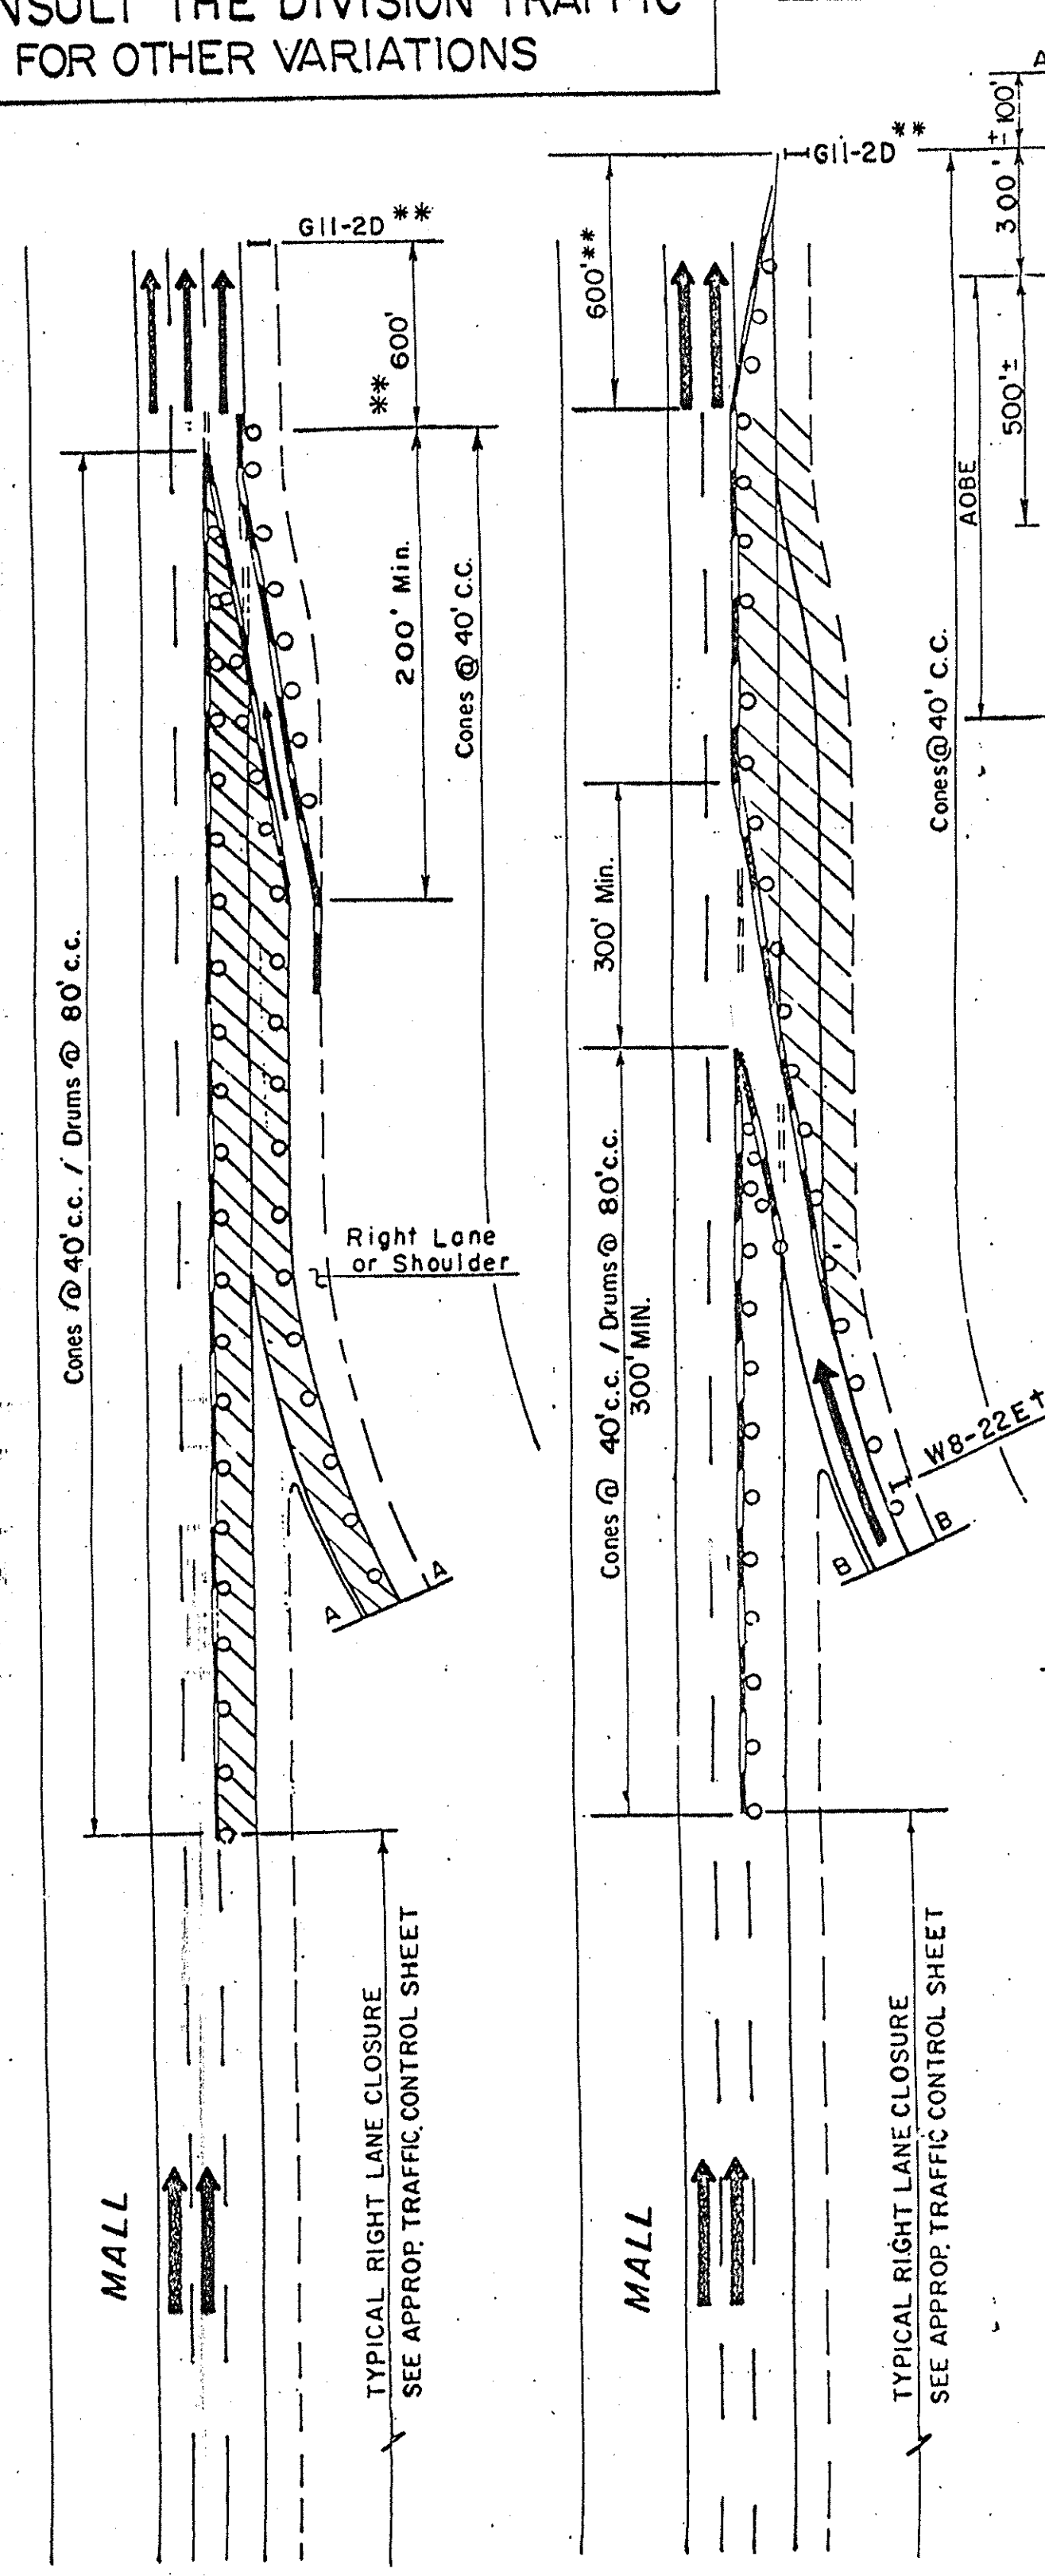 NSULT THE DIVISION TRAFFIC
FOR OTHER VARIATIONS
G11-2D **
** 600'
200' Min.
Cones @ 40' C.C.
Cones @ 40' c.c. / Drums @ 80' c.c.
Right Lane
or Shoulder
A
A
MALL
TYPICAL RIGHT LANE CLOSURE
SEE APPROP. TRAFFIC CONTROL SHEET
G11-2D **
600' **
300' Min.
Cones @ 40' c.c. / Drums @ 80' c.c.
300' MIN.
A
± 100'
300'
500'±
AOBE
Cones @ 40' C.C.
W8-22E†
B
B
MALL
TYPICAL RIGHT LANE CLOSURE
SEE APPROP. TRAFFIC CONTROL SHEET